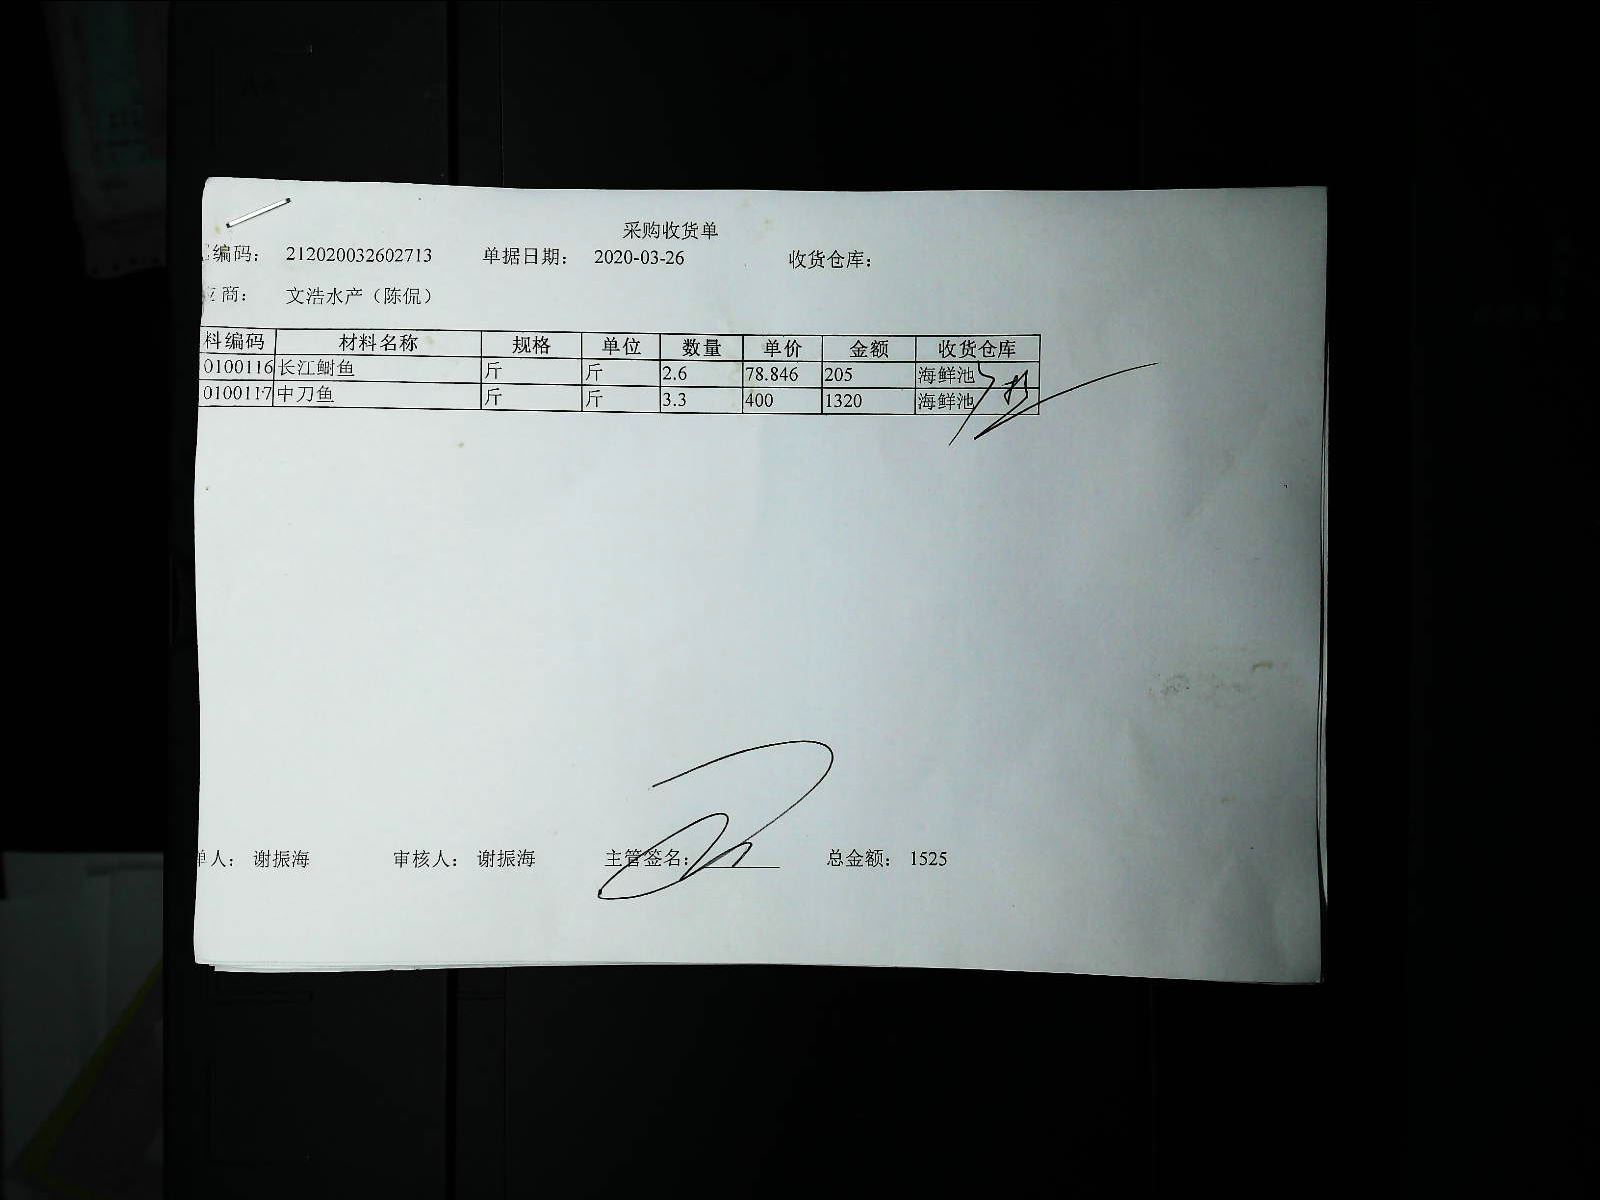 采购收货单
编码： 212020032602713 单据日期： 2020-03-26 收货仓库：
商： 文浩水产（陈侃）
料编码 材料名称 规格 单位 数量 单价 金额 收货仓库
0100116 长江鲥鱼 斤 斤 2.6 78.846 205 海鲜池
0100117 中刀鱼 斤 斤 3.3 400 1320 海鲜池
单人： 谢振海 审核人： 谢振海 主管签名： 总金额： 1525